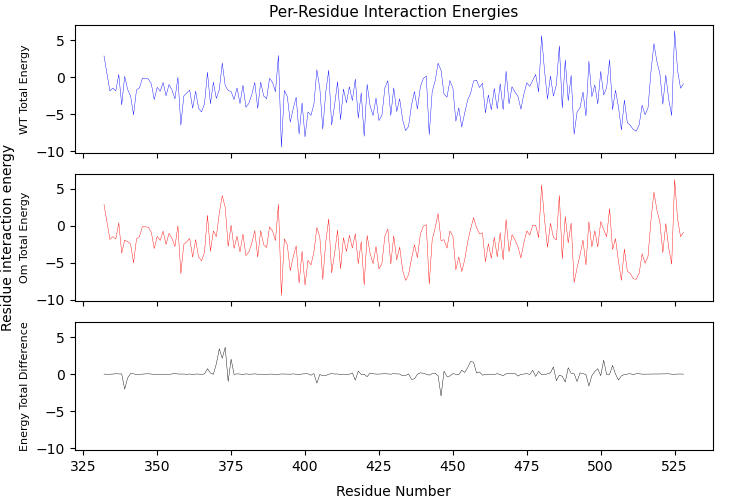 Per-Residue Interaction Energies
WT Total Energy
5
0
−5
−10
Residue interaction energy
Om Total Energy
5
0
−5
−10
Energy Total Difference
5
0
−5
−10
325 350 375 400 425 450 475 500 525
Residue Number